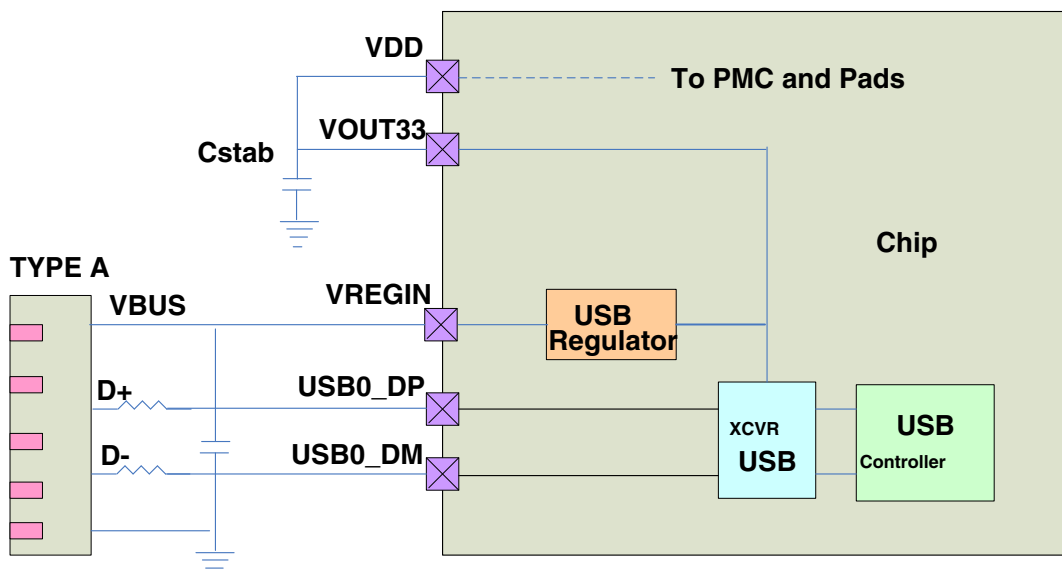 VDD
To PMC and Pads
VOUT33
Cstab
Chip
TYPE A
VBUS
VREGIN
USB
Regulator
D+
USB0_DP
XCVR
USB
USB
Controller
D-
USB0_DM